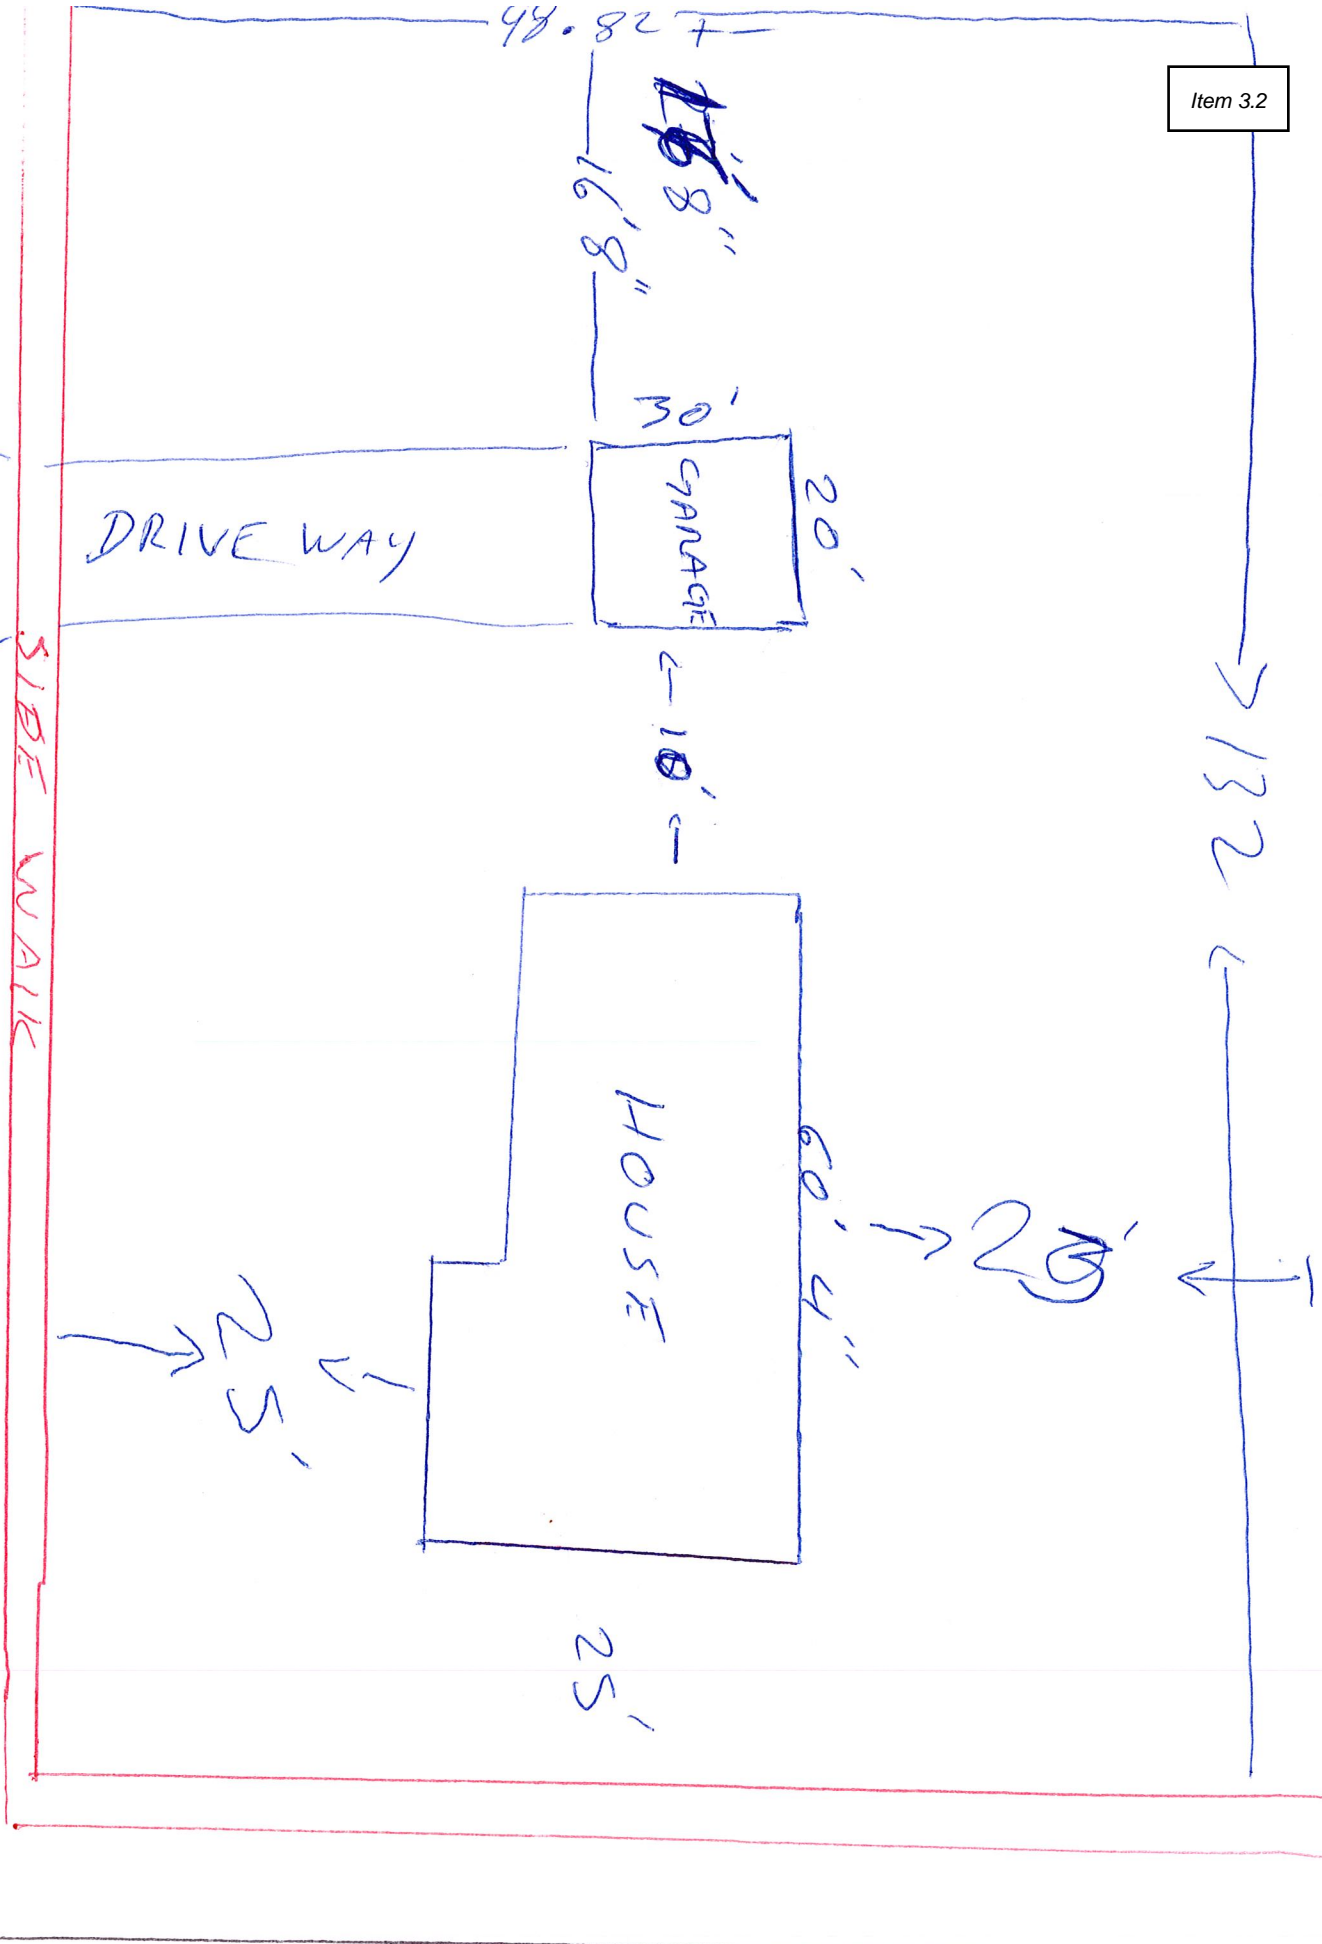 48.82 +-
Item 3.2
8"
16'8"
30'
GARAGE
20'
DRIVE WAY
SIDE WALK
10'
132
HOUSE
60' 4"
25'
25'